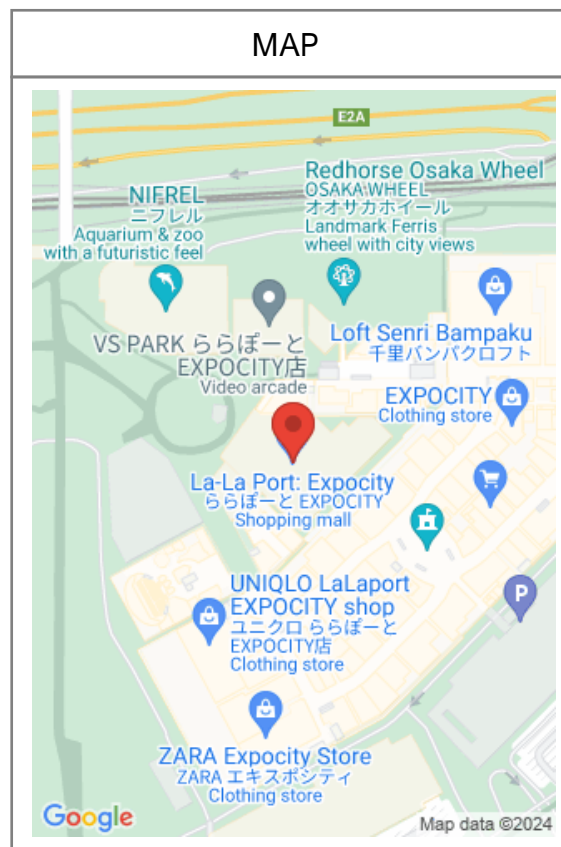 MAP
E2A
Redhorse Osaka Wheel
OSAKA WHEEL
オオサカホイール
Landmark Ferris
wheel with city views
NIFREL
ニフレル
Aquarium & zoo
with a futuristic feel
VS PARK ららぽーと
EXPOCITY店
Video arcade
Loft Senri Bampaku
千里バンパクロフト
EXPOCITY
Clothing store
La-La Port: Expocity
ららぽーと EXPOCITY
Shopping mall
UNIQLO LaLaport
EXPOCITY shop
ユニクロ ららぽーと
EXPOCITY店
Clothing store
P
ZARA Expocity Store
ZARA エキスポシティ
Clothing store
Google
Map data ©2024